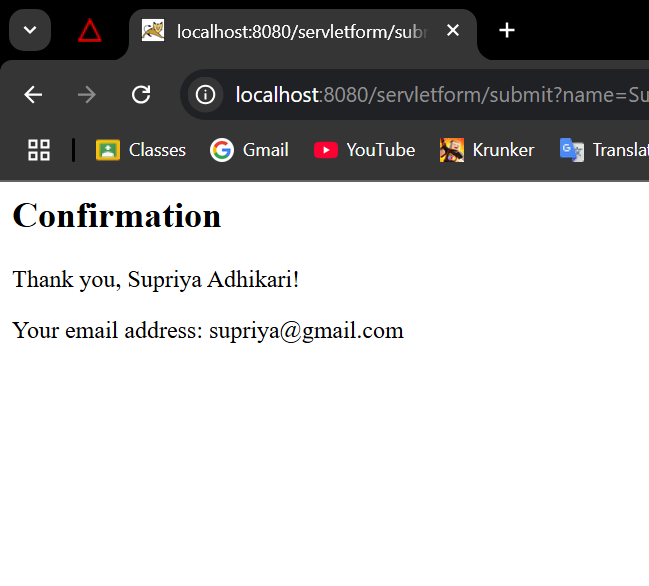 localhost:8080/servletform/sub
localhost:8080/servletform/submit?name=Su
Classes Gmail YouTube Krunker Translat
Confirmation
Thank you, Supriya Adhikari!
Your email address: supriya@gmail.com